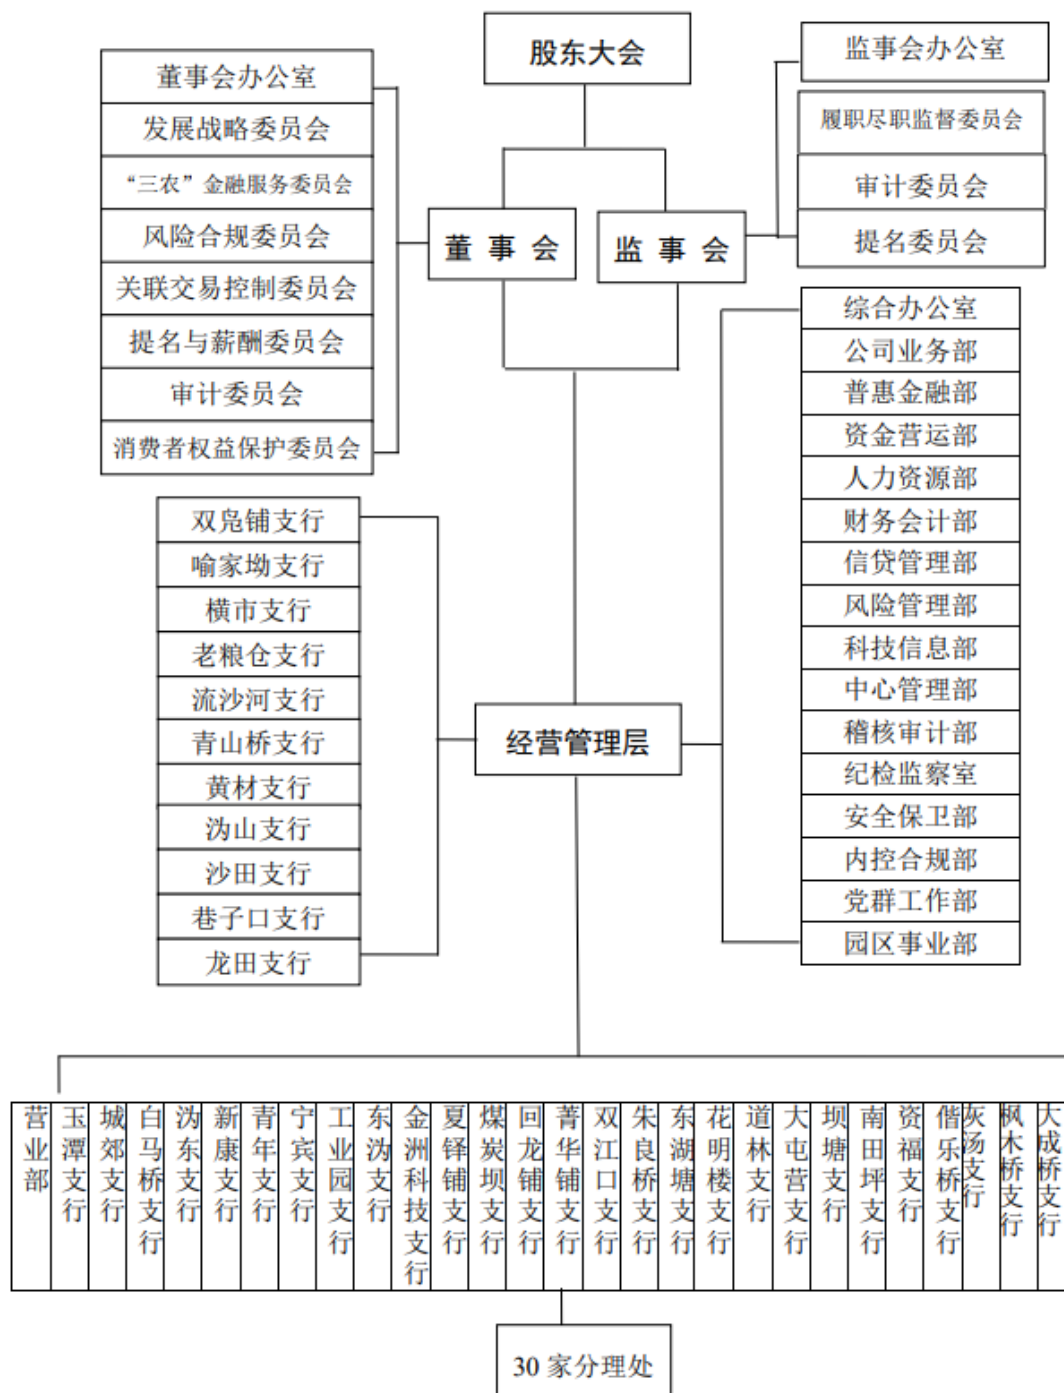 股东大会
董事会办公室
发展战略委员会
“三农”金融服务委员会
风险合规委员会
关联交易控制委员会
提名与薪酬委员会
审计委员会
消费者权益保护委员会
董 事 会
监 事 会
监事会办公室
履职尽职监督委员会
审计委员会
提名委员会
综合办公室
公司业务部
普惠金融部
资金营运部
人力资源部
财务会计部
信贷管理部
风险管理部
科技信息部
中心管理部
稽核审计部
纪检监察室
安全保卫部
内控合规部
党群工作部
园区事业部
双凫铺支行
喻家坳支行
横市支行
老粮仓支行
流沙河支行
青山桥支行
黄材支行
沩山支行
沙田支行
巷子口支行
龙田支行
经营管理层
营业部
玉潭支行
城郊支行
白马桥支行
沩东支行
新康支行
青年支行
宁宾支行
工业园支行
东沩支行
金洲科技支行
夏铎铺支行
煤炭坝支行
回龙铺支行
菁华铺支行
双江口支行
朱良桥支行
东湖塘支行
花明楼支行
道林支行
大屯营支行
坝塘支行
南田坪支行
资福支行
偕乐桥支行
灰汤支行
枫木桥支行
大成桥支行
30 家分理处